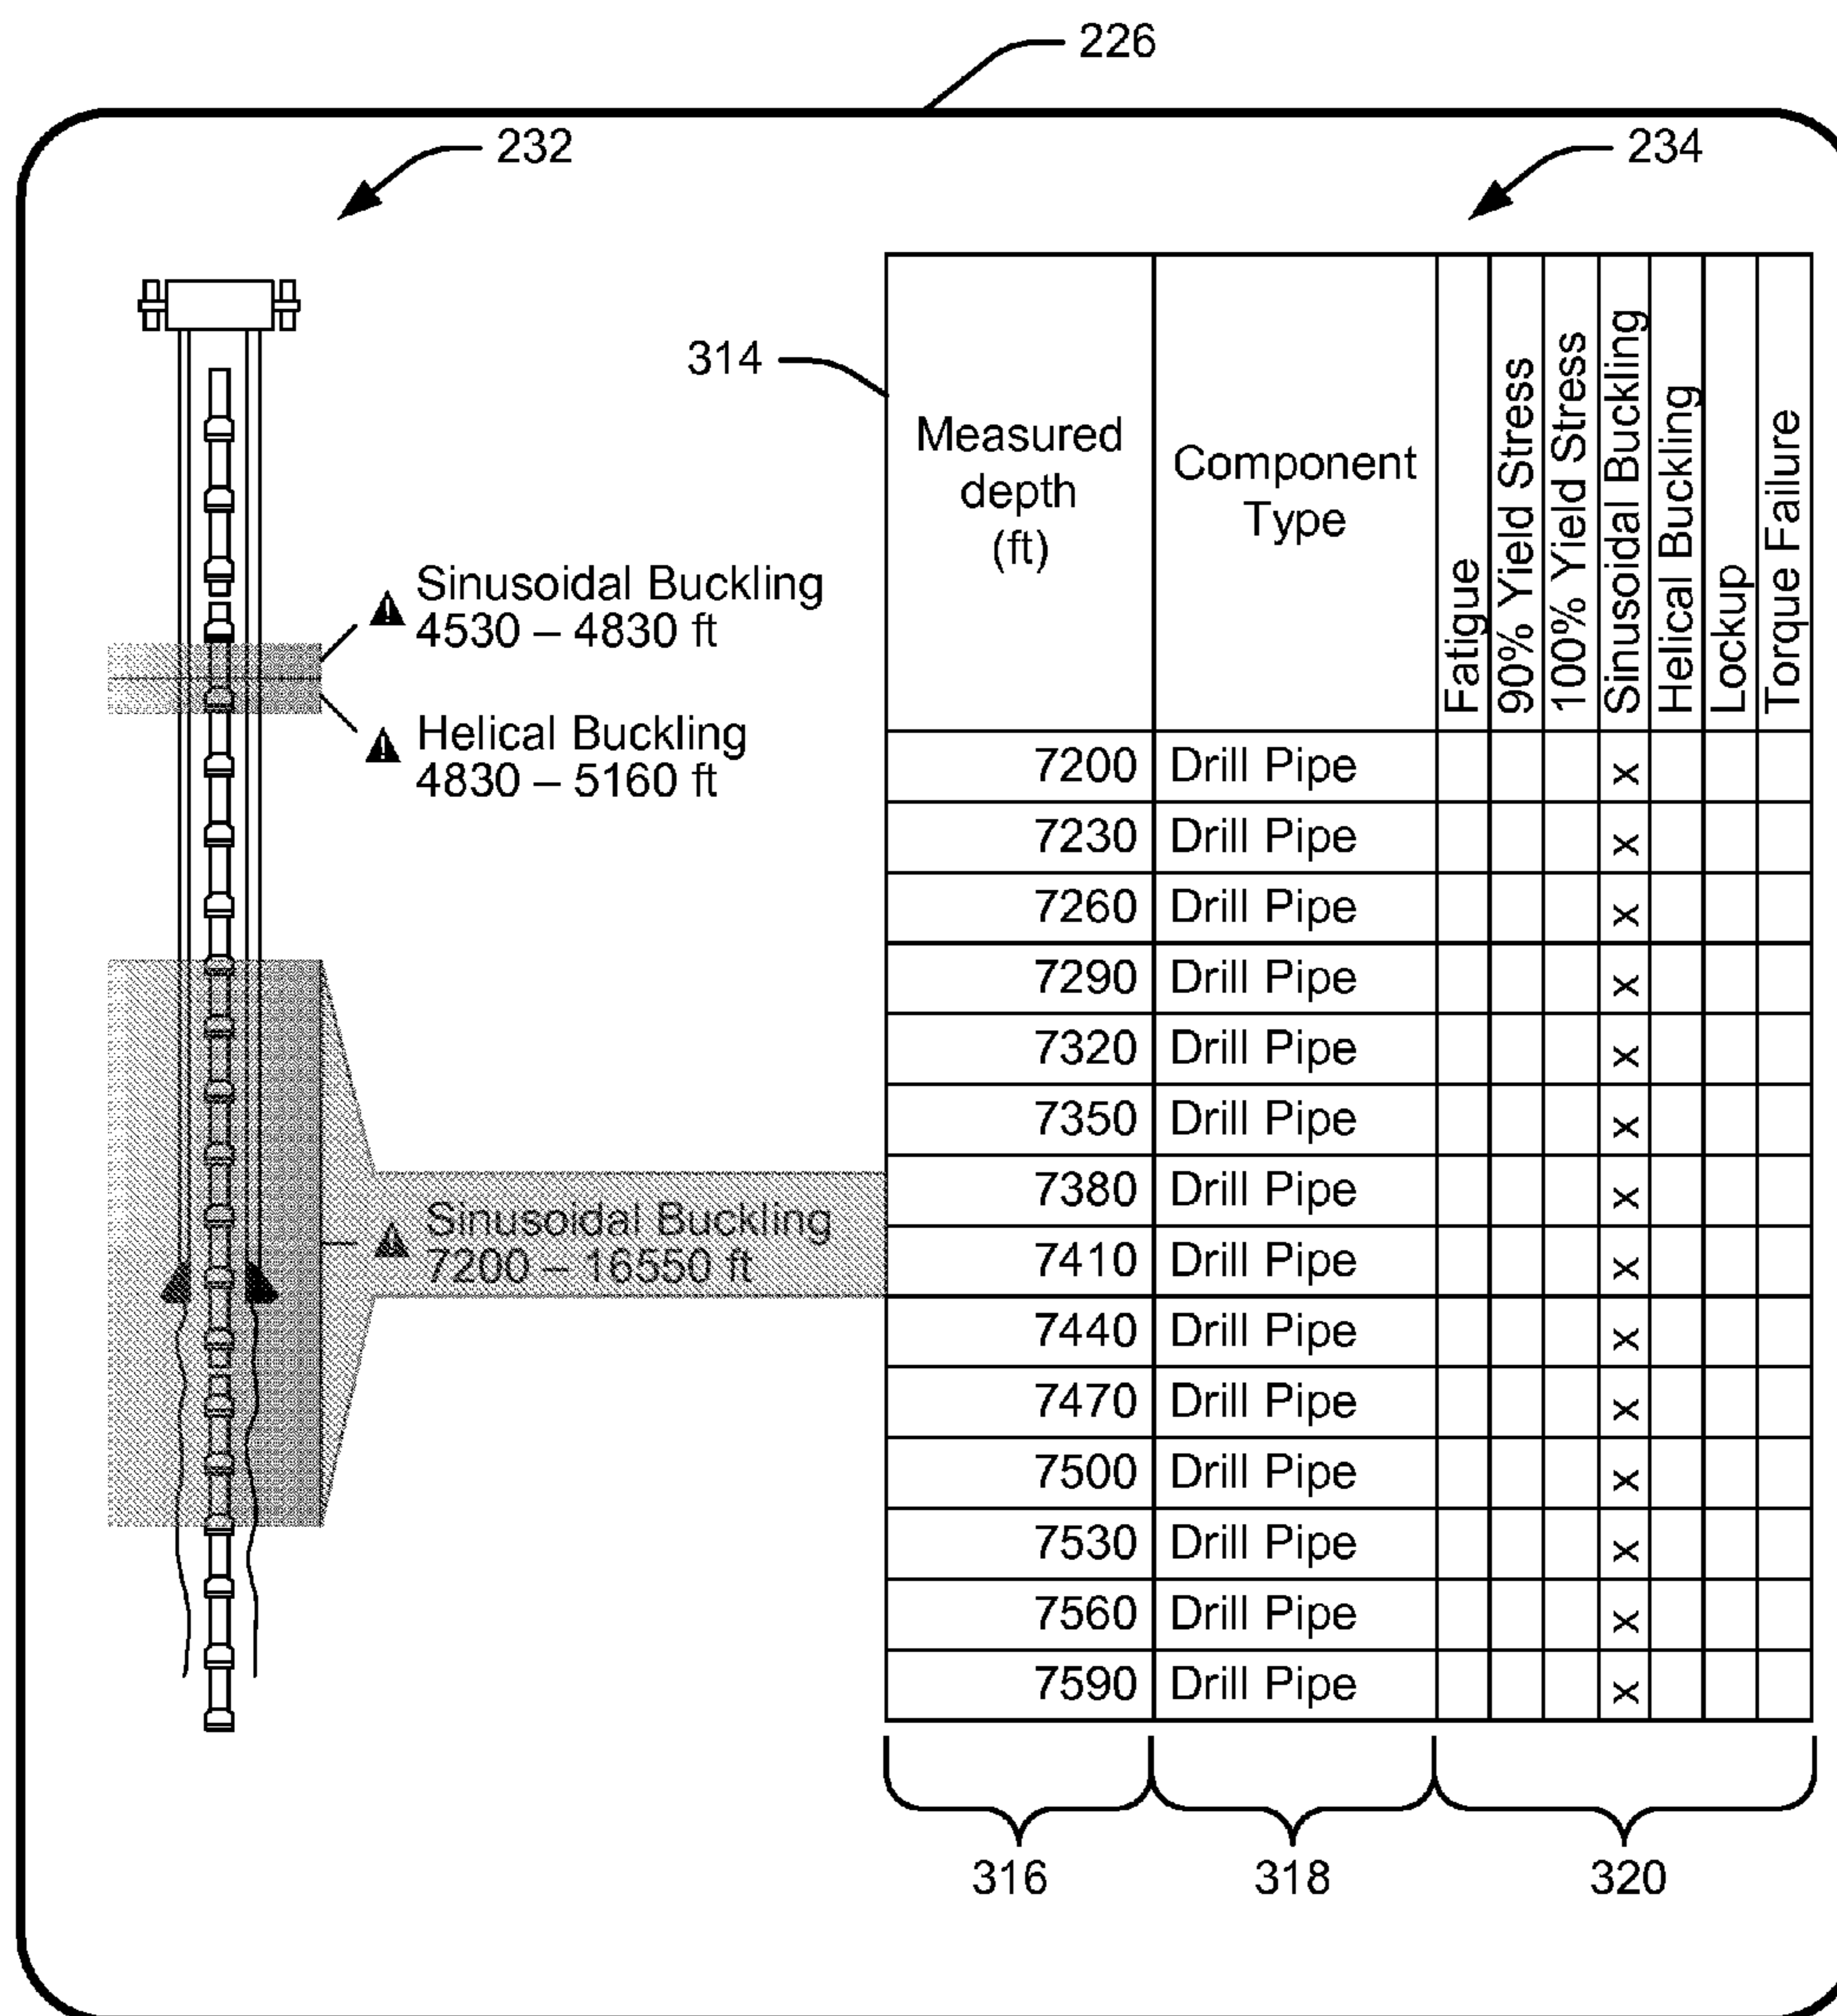 226
232
234
314
Sinusoidal Buckling
4530 – 4830 ft
Helical Buckling
4830 – 5160 ft
Sinusoidal Buckling
7200 – 16550 ft
Measured
depth
(ft)
Component
Type
Fatigue
90% Yield Stress
100% Yield Stress
Sinusoidal Buckling
Helical Buckling
Lockup
Torque Failure
7200 Drill Pipe x
7230 Drill Pipe x
7260 Drill Pipe x
7290 Drill Pipe x
7320 Drill Pipe x
7350 Drill Pipe x
7380 Drill Pipe x
7410 Drill Pipe x
7440 Drill Pipe x
7470 Drill Pipe x
7500 Drill Pipe x
7530 Drill Pipe x
7560 Drill Pipe x
7590 Drill Pipe x
316 318 320